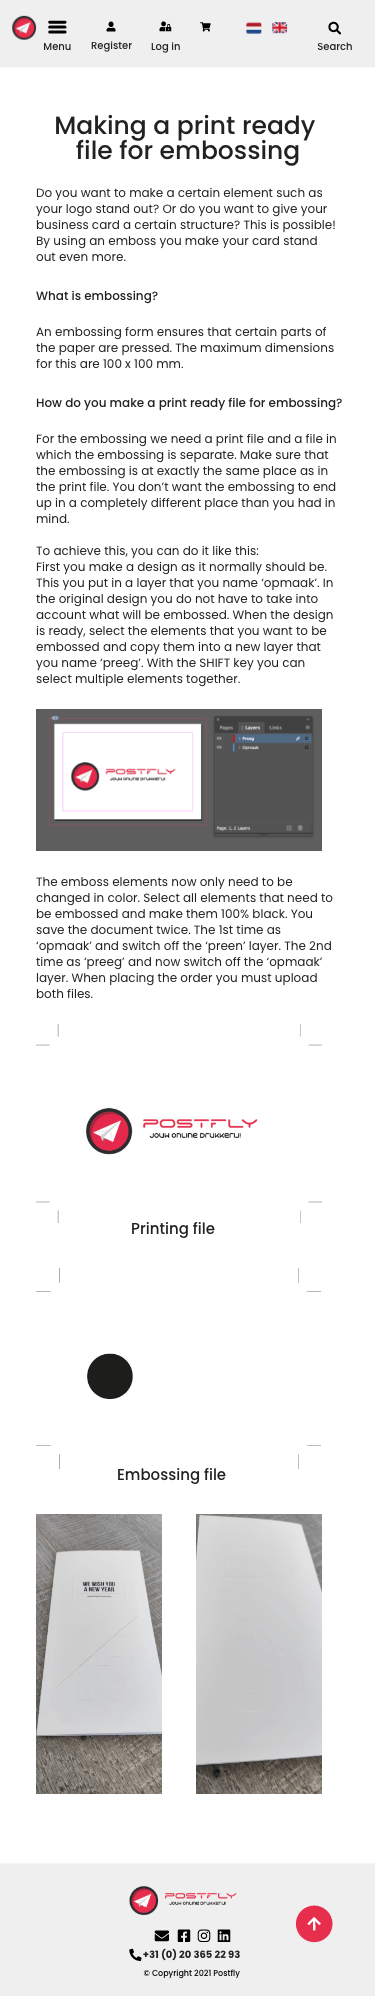 Menu
Register
Log in
Search
Making a print ready
file for embossing
Do you want to make a certain element such as
your logo stand out? Or do you want to give your
business card a certain structure? This is possible!
By using an emboss you make your card stand
out even more.
What is embossing?
An embossing form ensures that certain parts of
the paper are pressed. The maximum dimensions
for this are 100 x 100 mm.
How do you make a print ready file for embossing?
For the embossing we need a print file and a file in
which the embossing is separate. Make sure that
the embossing is at exactly the same place as in
the print file. You don’t want the embossing to end
up in a completely different place than you had in
mind.
To achieve this, you can do it like this:
First you make a design as it normally should be.
This you put in a layer that you name ‘opmaak’. In
the original design you do not have to take into
account what will be embossed. When the design
is ready, select the elements that you want to be
embossed and copy them into a new layer that
you name ‘preeg’. With the SHIFT key you can
select multiple elements together.
POSTFLY
Jouw online drukkerij!
Pages Layers Links
Preeg
Opmaak
Page: 1, 2 Layers
The emboss elements now only need to be
changed in color. Select all elements that need to
be embossed and make them 100% black. You
save the document twice. The 1st time as
‘opmaak’ and switch off the ‘preen’ layer. The 2nd
time as ‘preeg’ and now switch off the ‘opmaak’
layer. When placing the order you must upload
both files.
POSTFLY
Jouw online drukkerij!
Printing file
Embossing file
WE WISH YOU
A NEW YEAR
POSTFLY
Jouw online drukkerij!
+31 (0) 20 365 22 93
© Copyright 2021 Postfly